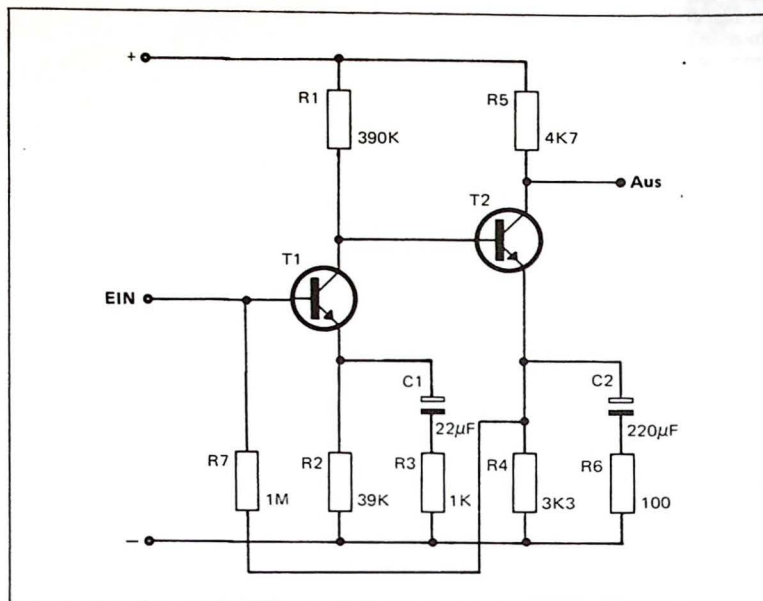 +
R1
390K
R5
4K7
Aus
T2
T1
EIN
C1
22µF
C2
220µF
R7
1M
R2
39K
R3
1K
R4
3K3
R6
100
−